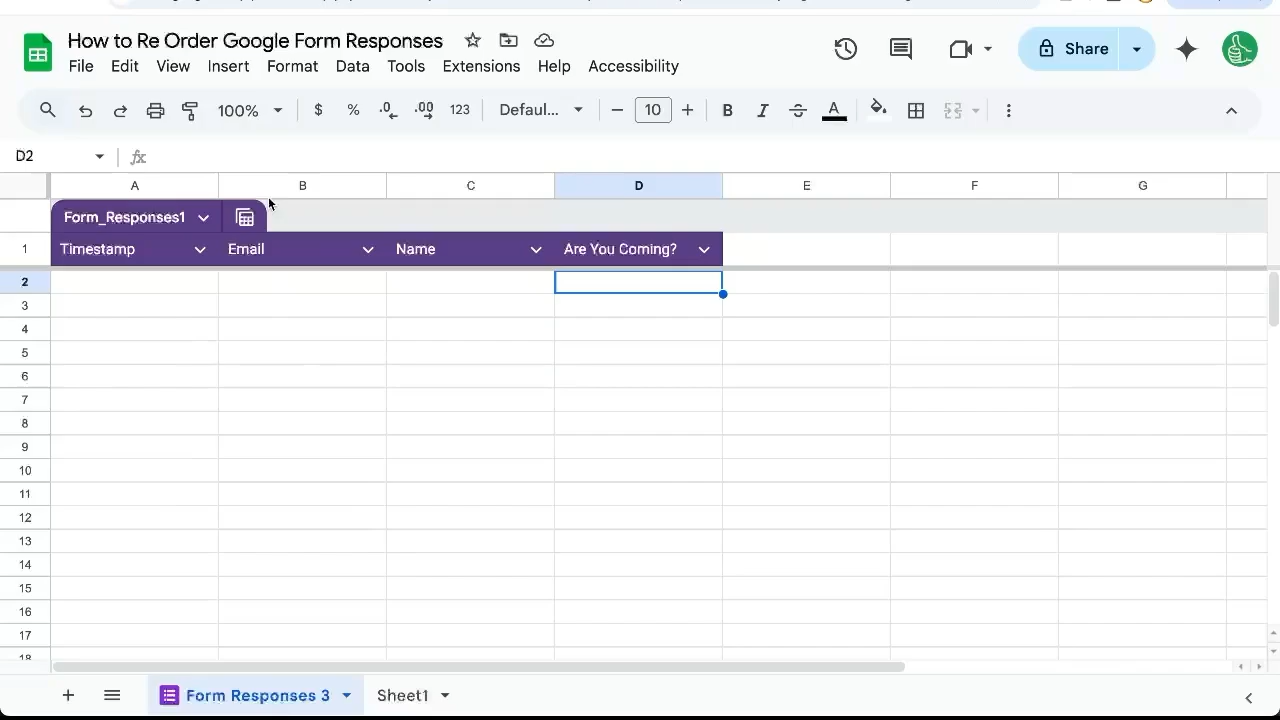 How to Re Order Google Form Responses
File Edit View Insert Format Data Tools Extensions Help Accessibility
Share
100% $ % .0 .00 123 Defaul... − 10 + B I S A
D2 fx
A B C D E F G
Form_Responses1
1 Timestamp Email Name Are You Coming?
2
3
4
5
6
7
8
9
10
11
12
13
14
15
16
17
18
+ Form Responses 3 Sheet1